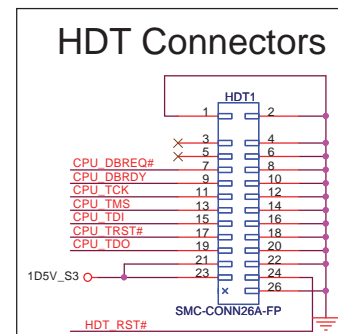 HDT Connectors
HDT1
1 2
3 4
5 6
CPU_DBREQ# 7 8
CPU_DBRDY 9 10
CPU_TCK 11 12
CPU_TMS 13 14
CPU_TDI 15 16
CPU_TRST# 17 18
CPU_TDO 19 20
21 22
1D5V_S3 23 24
26
SMC-CONN26A-FP
HDT_RST#